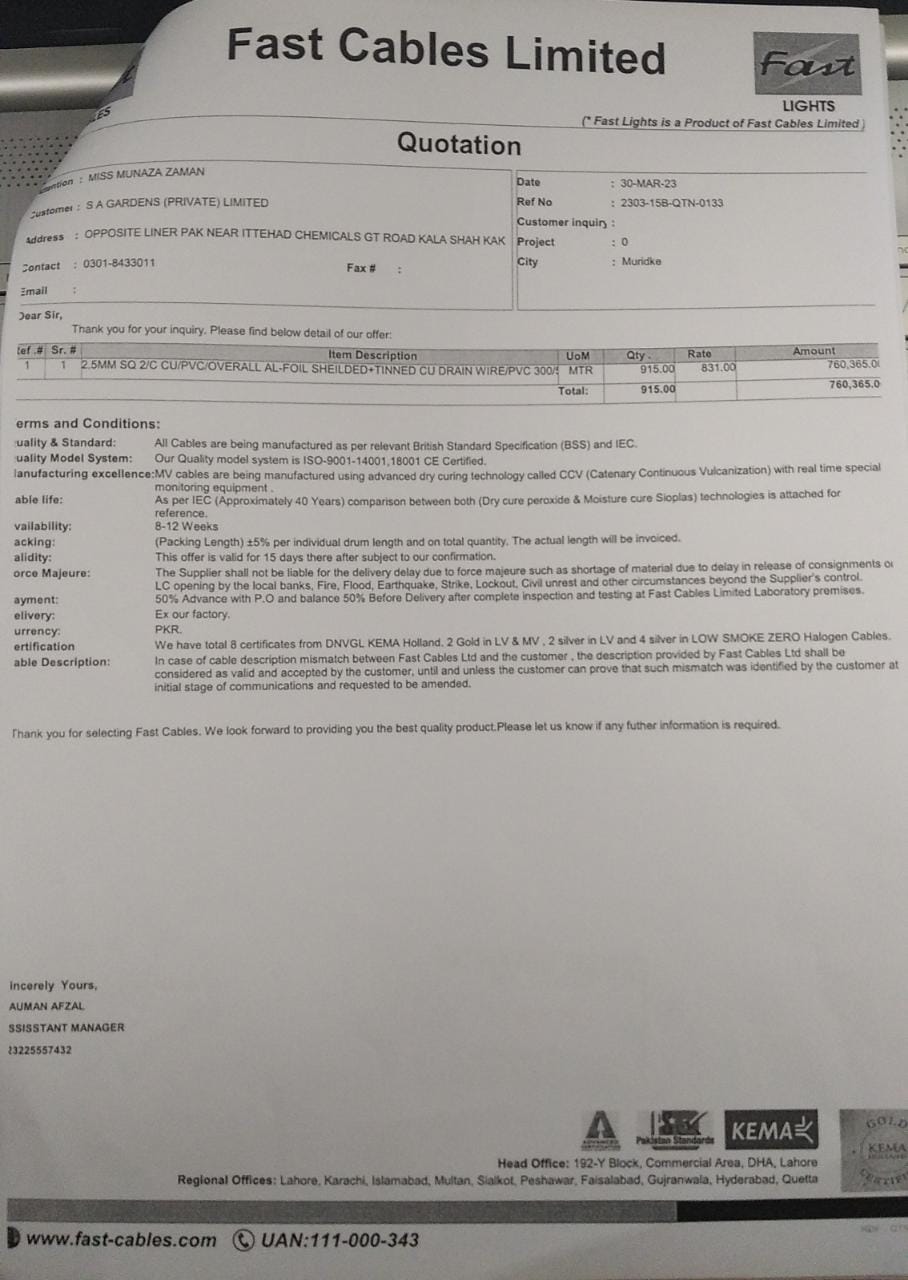 Fast Cables Limited
Fast
LIGHTS
(* Fast Lights is a Product of Fast Cables Limited )
Quotation
: MISS MUNAZA ZAMAN
ustomer : S A GARDENS (PRIVATE) LIMITED
Address : OPPOSITE LINER PAK NEAR ITTEHAD CHEMICALS GT ROAD KALA SHAH KAK
ontact : 0301-8433011 Fax # :
Email :
Date : 30-MAR-23
Ref No : 2303-15B-QTN-0133
Customer inquiry :
Project : 0
City : Muridke
Dear Sir,
Thank you for your inquiry. Please find below detail of our offer:
ef .# Sr. # Item Description UoM Qty . Rate Amount
1 1 2.5MM SQ 2/C CU/PVC/OVERALL AL-FOIL SHEILDED+TINNED CU DRAIN WIRE/PVC 300/ MTR 915.00 831.00 760,365.0
Total: 915.00 760,365.0
erms and Conditions:
uality & Standard: All Cables are being manufactured as per relevant British Standard Specification (BSS) and IEC.
uality Model System: Our Quality model system is ISO-9001-14001,18001 CE Certified.
anufacturing excellence: MV cables are being manufactured using advanced dry curing technology called CCV (Catenary Continuous Vulcanization) with real time special
monitoring equipment .
able life: As per IEC (Approximately 40 Years) comparison between both (Dry cure peroxide & Moisture cure Sioplas) technologies is attached for
reference.
vailability: 8-12 Weeks
acking: (Packing Length) ±5% per individual drum length and on total quantity. The actual length will be invoiced.
alidity: This offer is valid for 15 days there after subject to our confirmation.
orce Majeure: The Supplier shall not be liable for the delivery delay due to force majeure such as shortage of material due to delay in release of consignments or
LC opening by the local banks, Fire, Flood, Earthquake, Strike, Lockout, Civil unrest and other circumstances beyond the Supplier's control.
ayment: 50% Advance with P.O and balance 50% Before Delivery after complete inspection and testing at Fast Cables Limited Laboratory premises.
elivery: Ex our factory.
urrency: PKR.
ertification We have total 8 certificates from DNVGL KEMA Holland, 2 Gold in LV & MV , 2 silver in LV and 4 silver in LOW SMOKE ZERO Halogen Cables.
able Description: In case of cable description mismatch between Fast Cables Ltd and the customer , the description provided by Fast Cables Ltd shall be
considered as valid and accepted by the customer, until and unless the customer can prove that such mismatch was identified by the customer at
initial stage of communications and requested to be amended.
Thank you for selecting Fast Cables. We look forward to providing you the best quality product.Please let us know if any futher information is required.
incerely Yours,
AUMAN AFZAL
SSISSTANT MANAGER
3225557432
Pakistan Standards
KEMA
GOLD
KEMA
Head Office: 192-Y Block, Commercial Area, DHA, Lahore
Regional Offices: Lahore, Karachi, Islamabad, Multan, Sialkot, Peshawar, Faisalabad, Gujranwala, Hyderabad, Quetta
www.fast-cables.com UAN:111-000-343